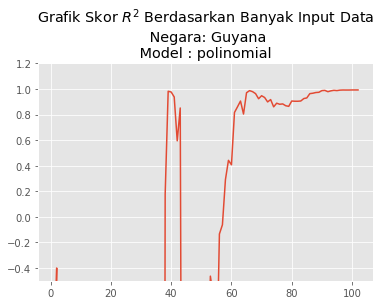 Grafik Skor R² Berdasarkan Banyak Input Data
Negara: Guyana
Model : polinomial
1.2
1.0
0.8
0.6
0.4
0.2
0.0
−0.2
−0.4
0 20 40 60 80 100